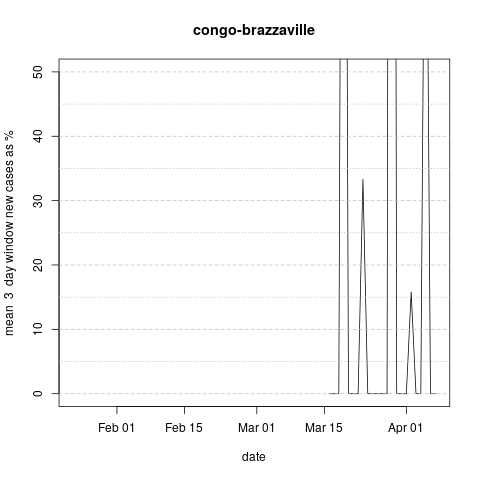 congo-brazzaville
mean 3 day window new cases as %
50
40
30
20
10
0
Feb 01 Feb 15 Mar 01 Mar 15 Apr 01
date